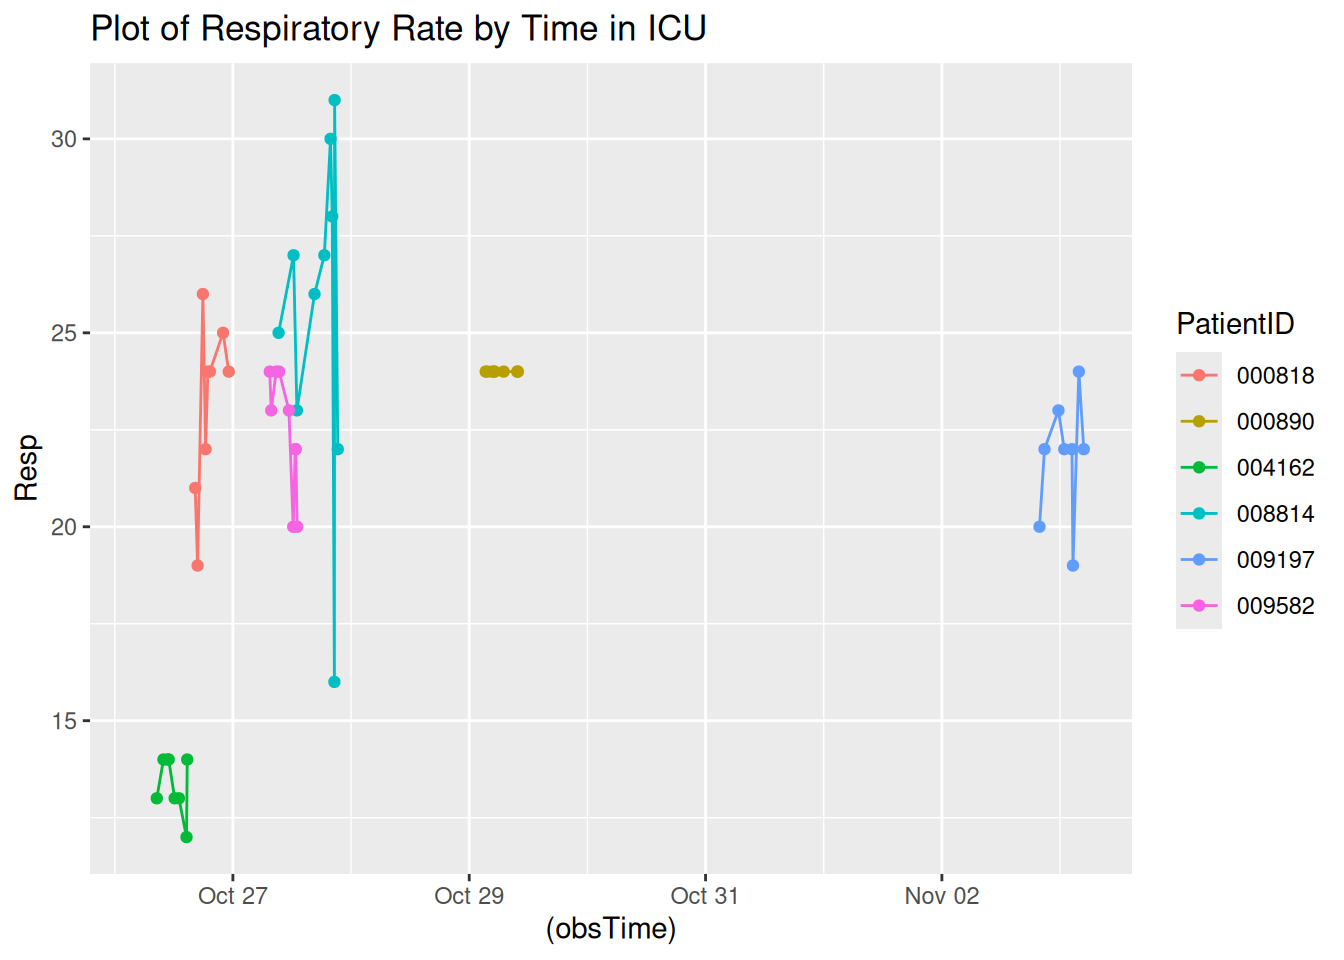 Plot of Respiratory Rate by Time in ICU
30
25
20
15
Resp
Oct 27
Oct 29
Oct 31
Nov 02
(obsTime)
PatientID
000818
000890
004162
008814
009197
009582